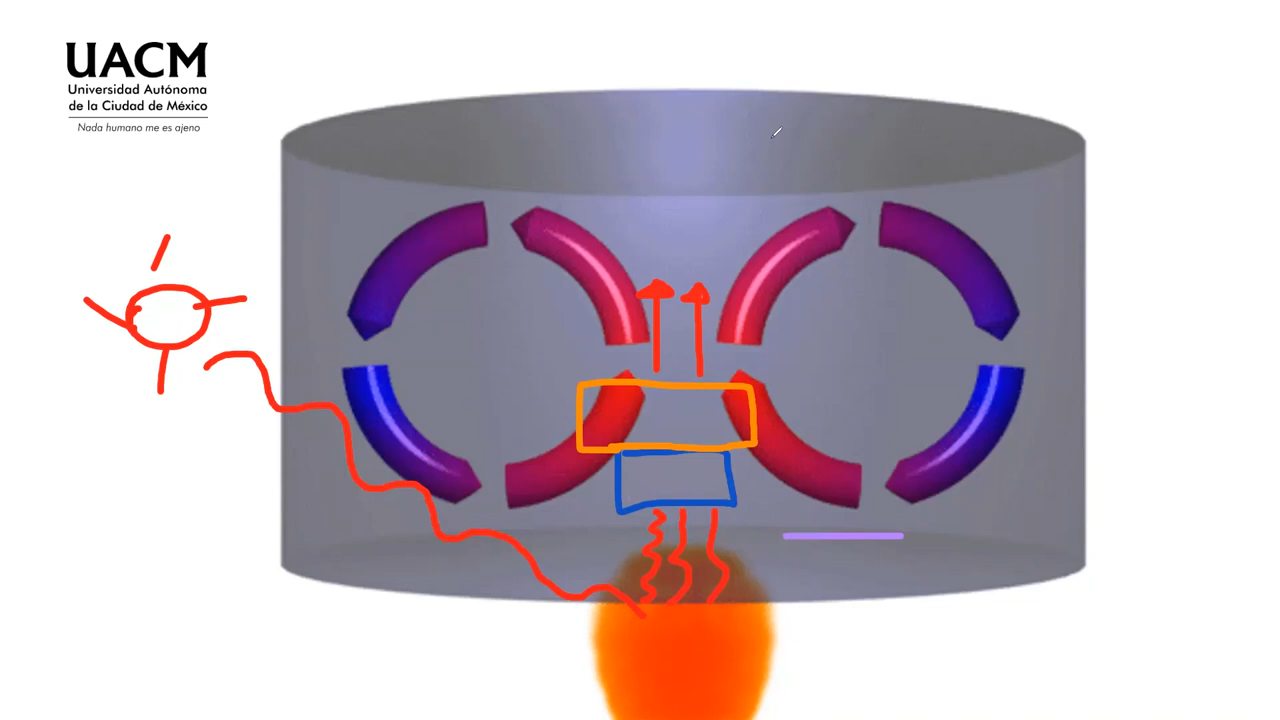 UACM
Universidad Autónoma
de la Ciudad de México
Nada humano me es ajeno